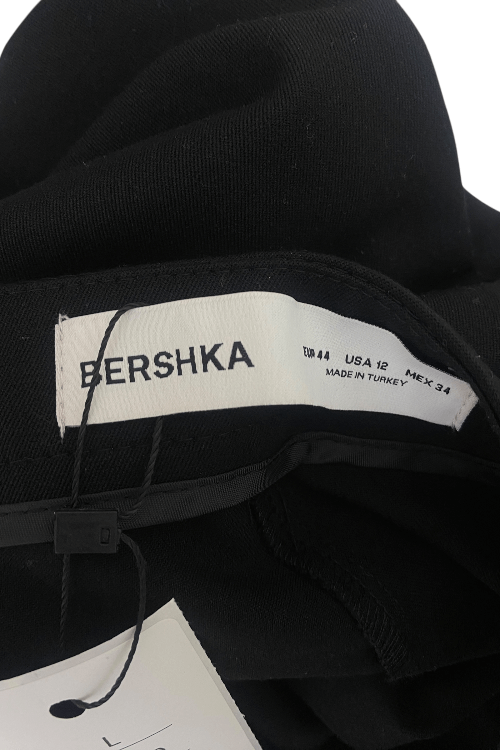 BERSHKA
EUR 44 USA 12 MEX 34
MADE IN TURKEY
L